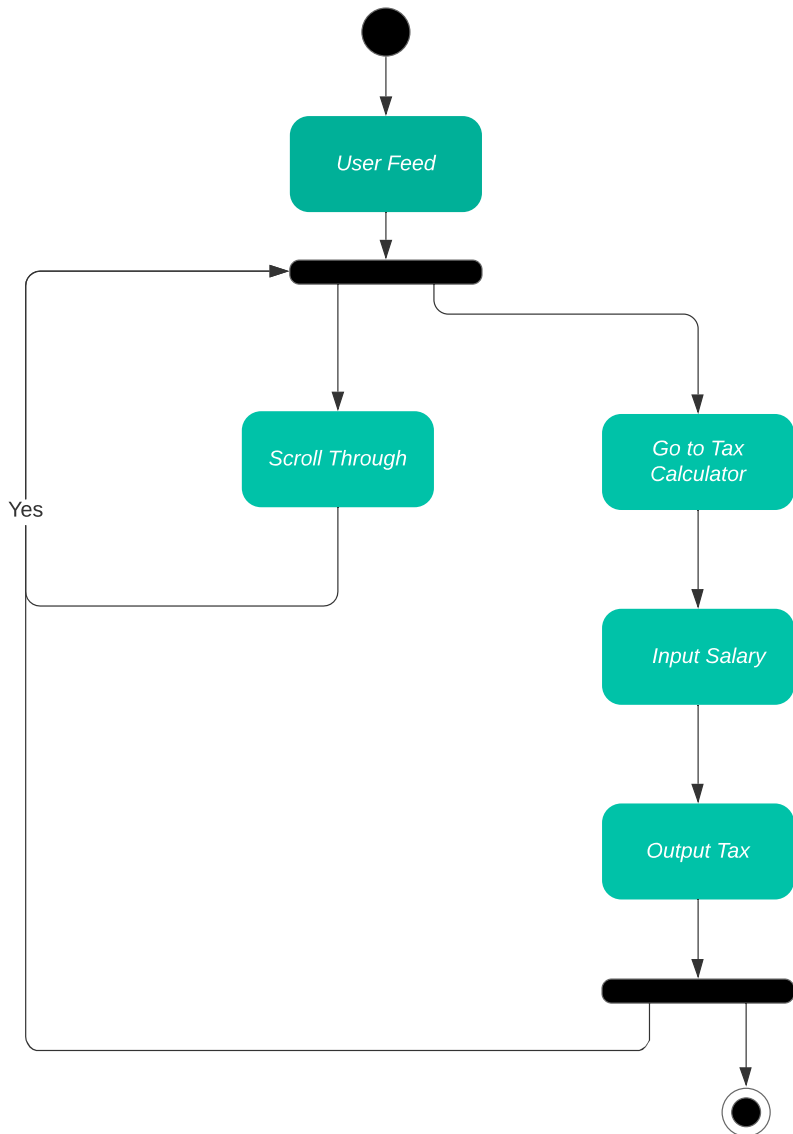 User Feed
Scroll Through
Go to Tax
Calculator
Yes
Input Salary
Output Tax